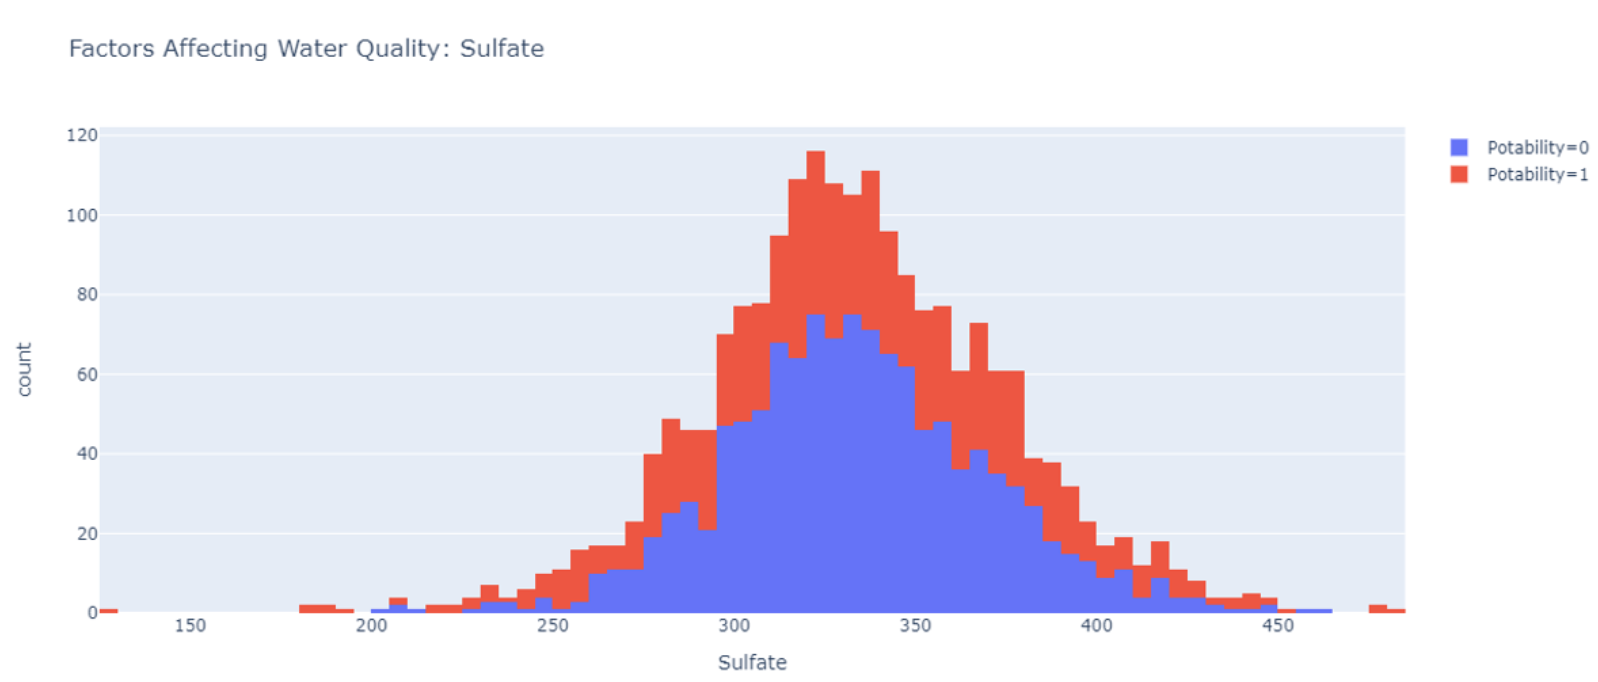 Factors Affecting Water Quality: Sulfate
120
100
80
60
40
20
0
count
150 200 250 300 350 400 450
Sulfate
Potability=0
Potability=1